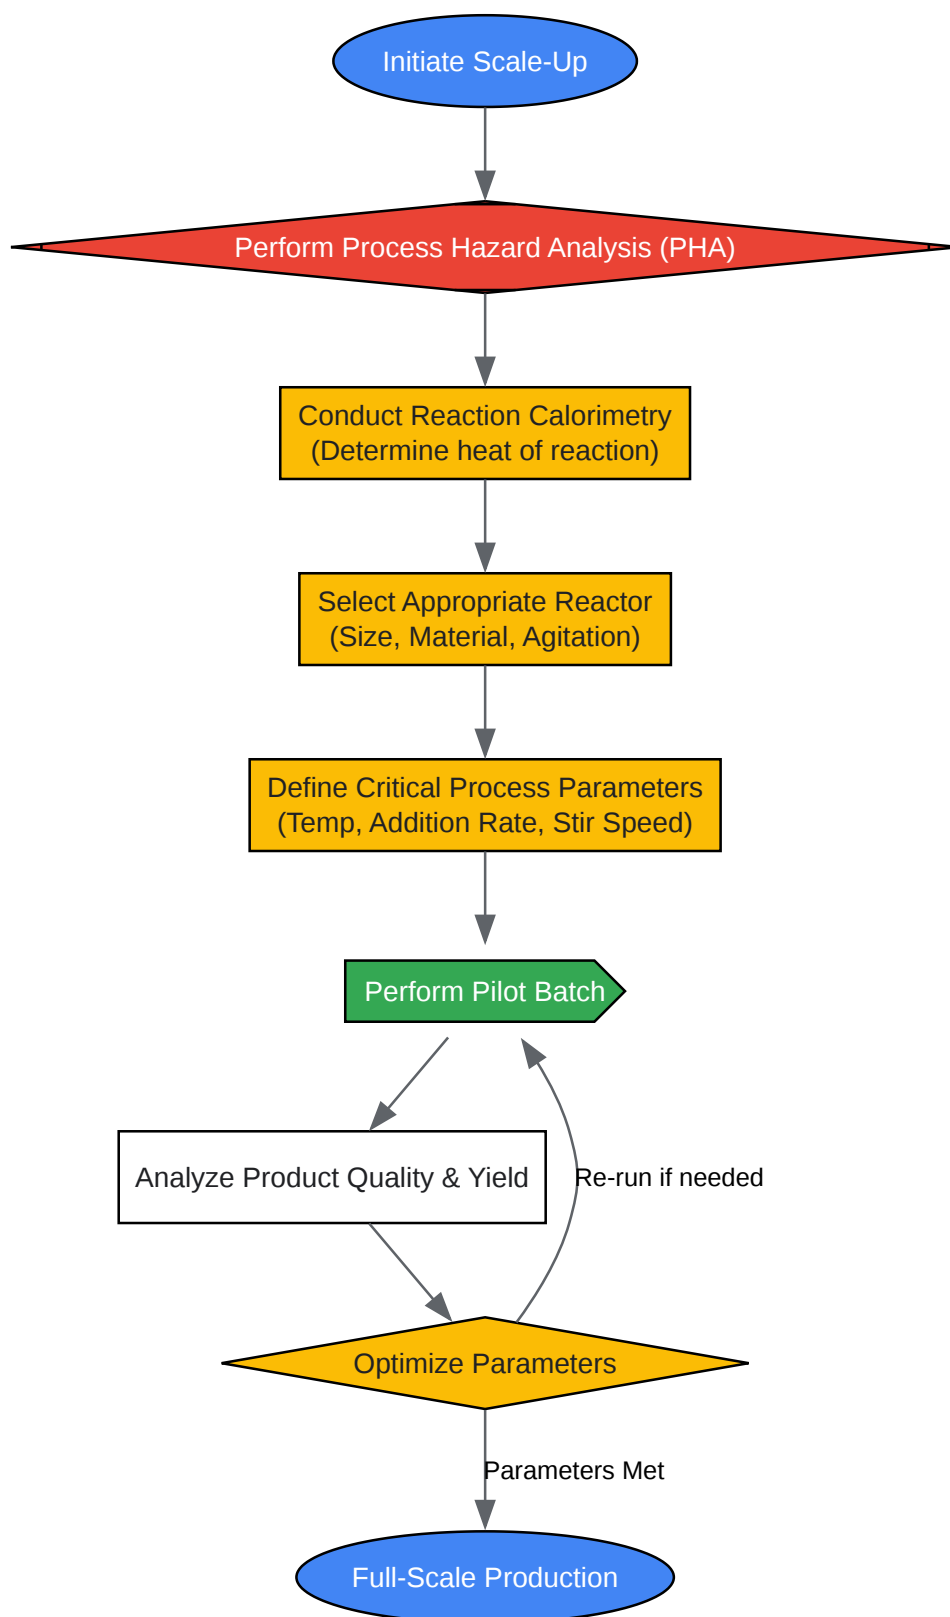 Initiate Scale-Up
Perform Process Hazard Analysis (PHA)
Conduct Reaction Calorimetry
(Determine heat of reaction)
Select Appropriate Reactor
(Size, Material, Agitation)
Define Critical Process Parameters
(Temp, Addition Rate, Stir Speed)
Perform Pilot Batch
Analyze Product Quality & Yield
Re-run if needed
Optimize Parameters
Parameters Met
Full-Scale Production